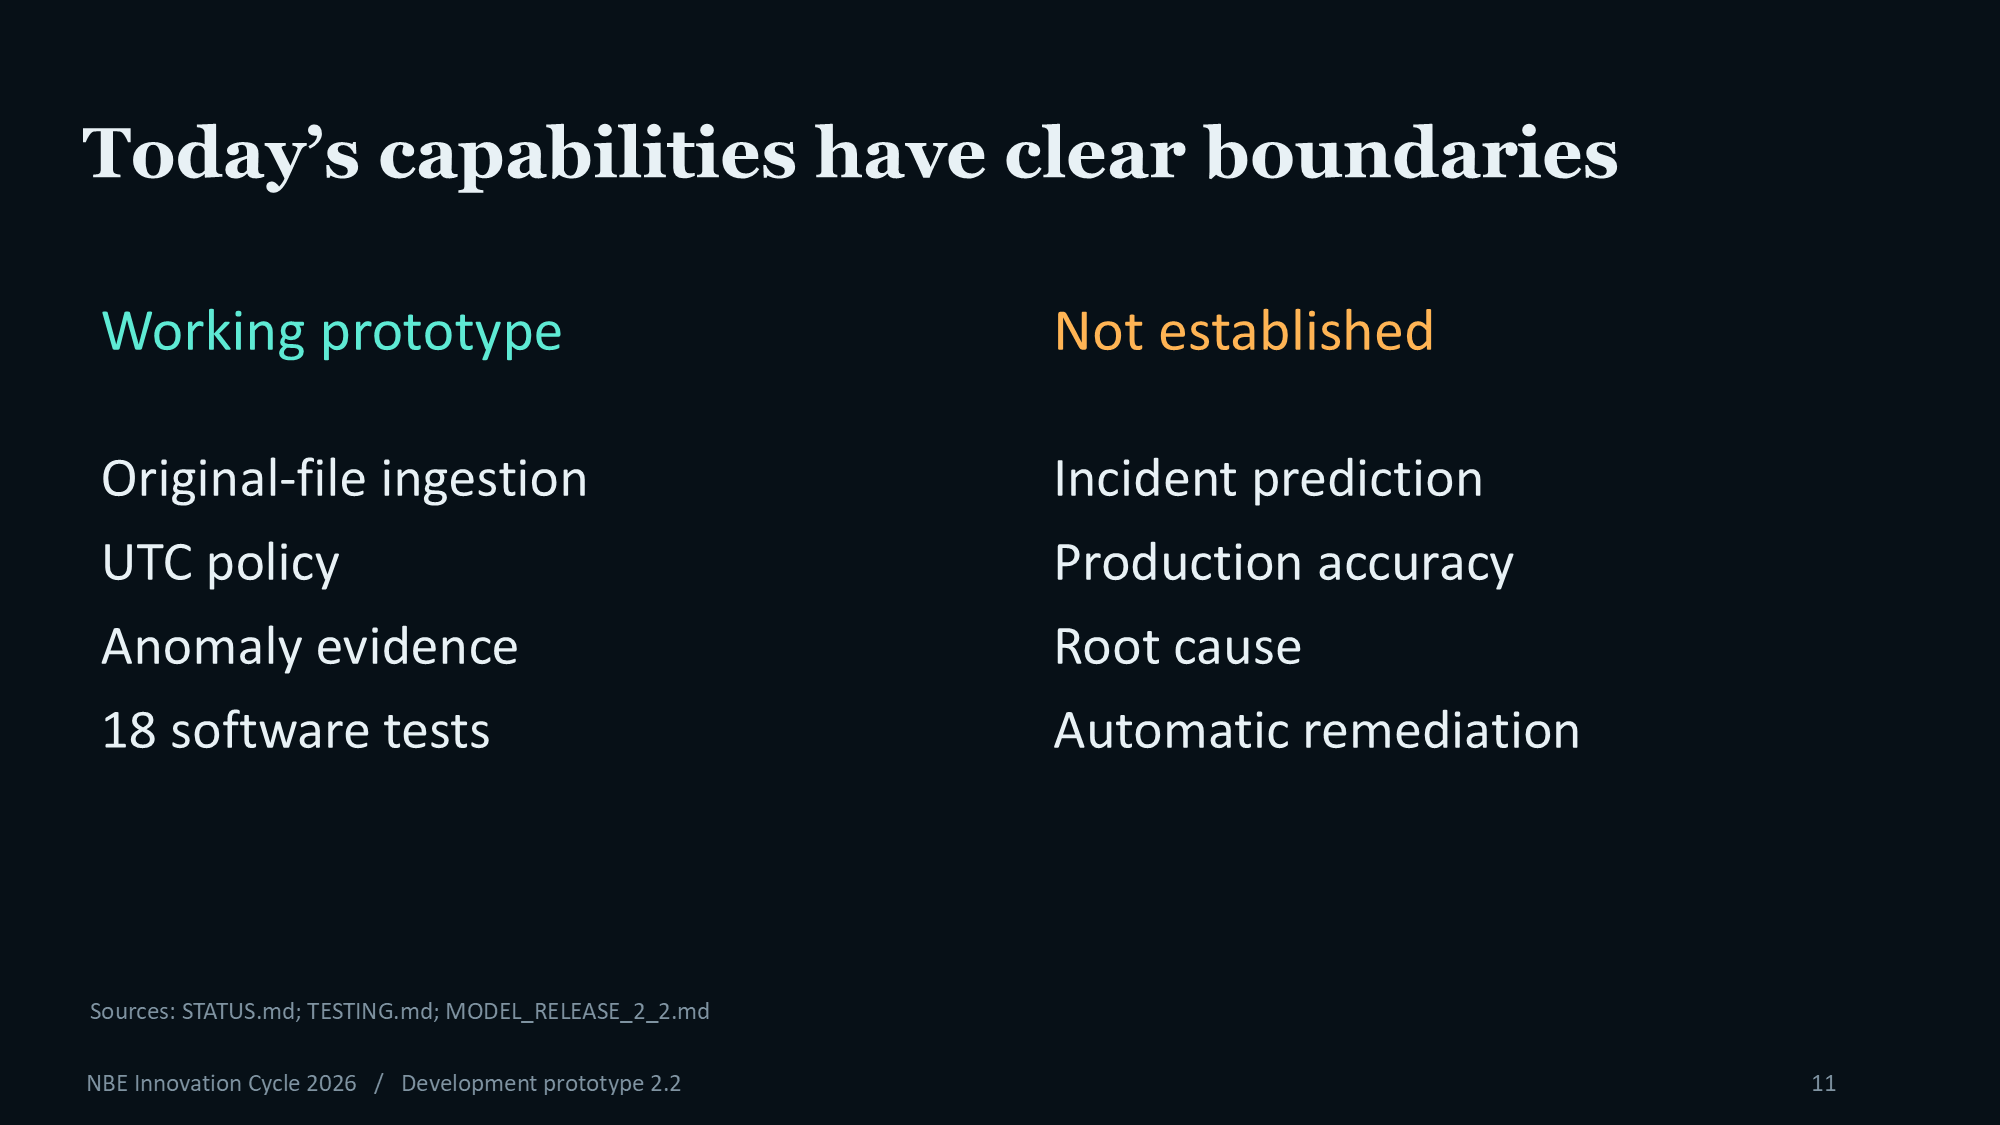 Today’s capabilities have clear boundaries
Working prototype
Original-file ingestion
UTC policy
Anomaly evidence
18 software tests
Not established
Incident prediction
Production accuracy
Root cause
Automatic remediation
Sources: STATUS.md; TESTING.md; MODEL_RELEASE_2_2.md
NBE Innovation Cycle 2026 / Development prototype 2.2
11